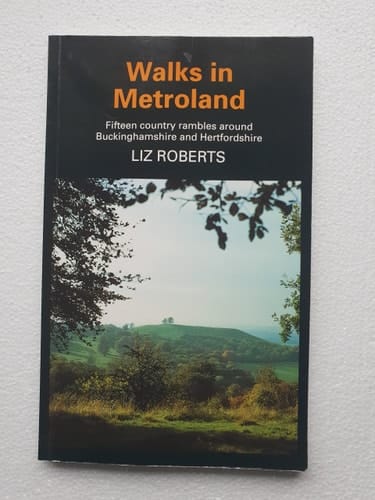 Walks in
Metroland
Fifteen country rambles around
Buckinghamshire and Hertfordshire
LIZ ROBERTS